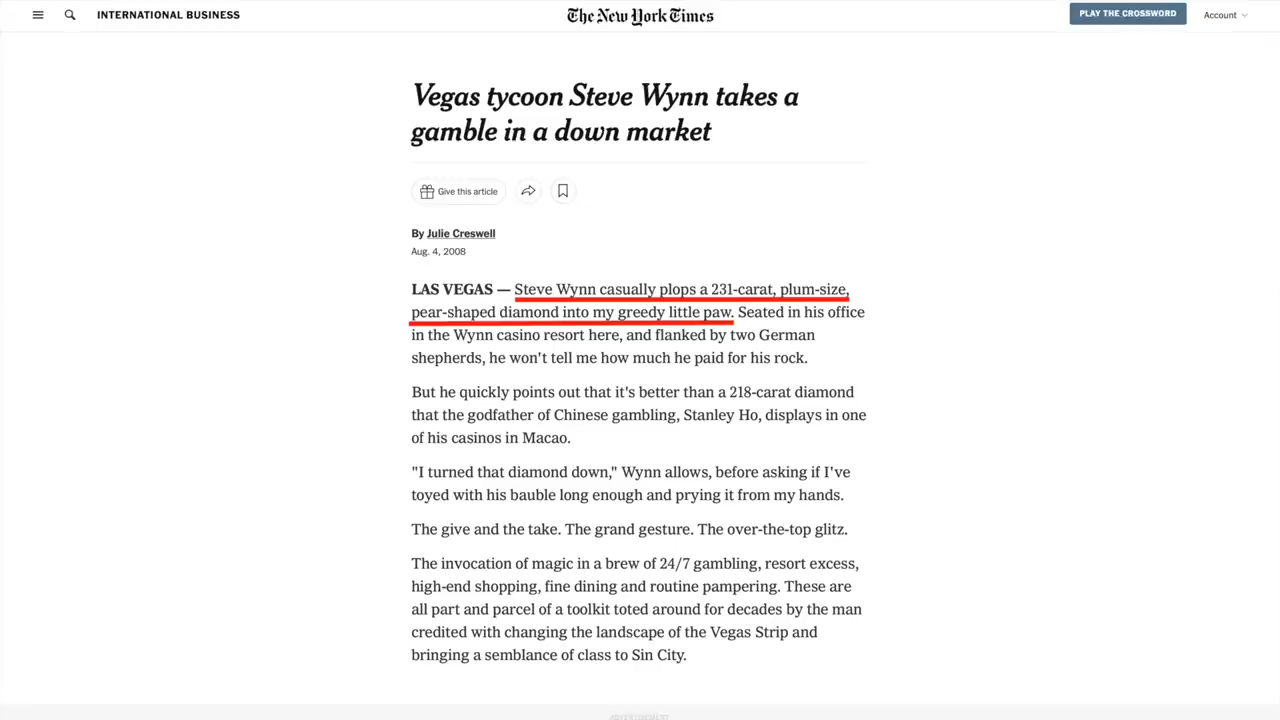 INTERNATIONAL BUSINESS
The New York Times
PLAY THE CROSSWORD
Account
Vegas tycoon Steve Wynn takes a
gamble in a down market
Give this article
By Julie Creswell
Aug. 4, 2008
LAS VEGAS — Steve Wynn casually plops a 231-carat, plum-size,
pear-shaped diamond into my greedy little paw. Seated in his office
in the Wynn casino resort here, and flanked by two German
shepherds, he won't tell me how much he paid for his rock.
But he quickly points out that it's better than a 218-carat diamond
that the godfather of Chinese gambling, Stanley Ho, displays in one
of his casinos in Macao.
"I turned that diamond down," Wynn allows, before asking if I've
toyed with his bauble long enough and prying it from my hands.
The give and the take. The grand gesture. The over-the-top glitz.
The invocation of magic in a brew of 24/7 gambling, resort excess,
high-end shopping, fine dining and routine pampering. These are
all part and parcel of a toolkit toted around for decades by the man
credited with changing the landscape of the Vegas Strip and
bringing a semblance of class to Sin City.
ADVERTISEMENT